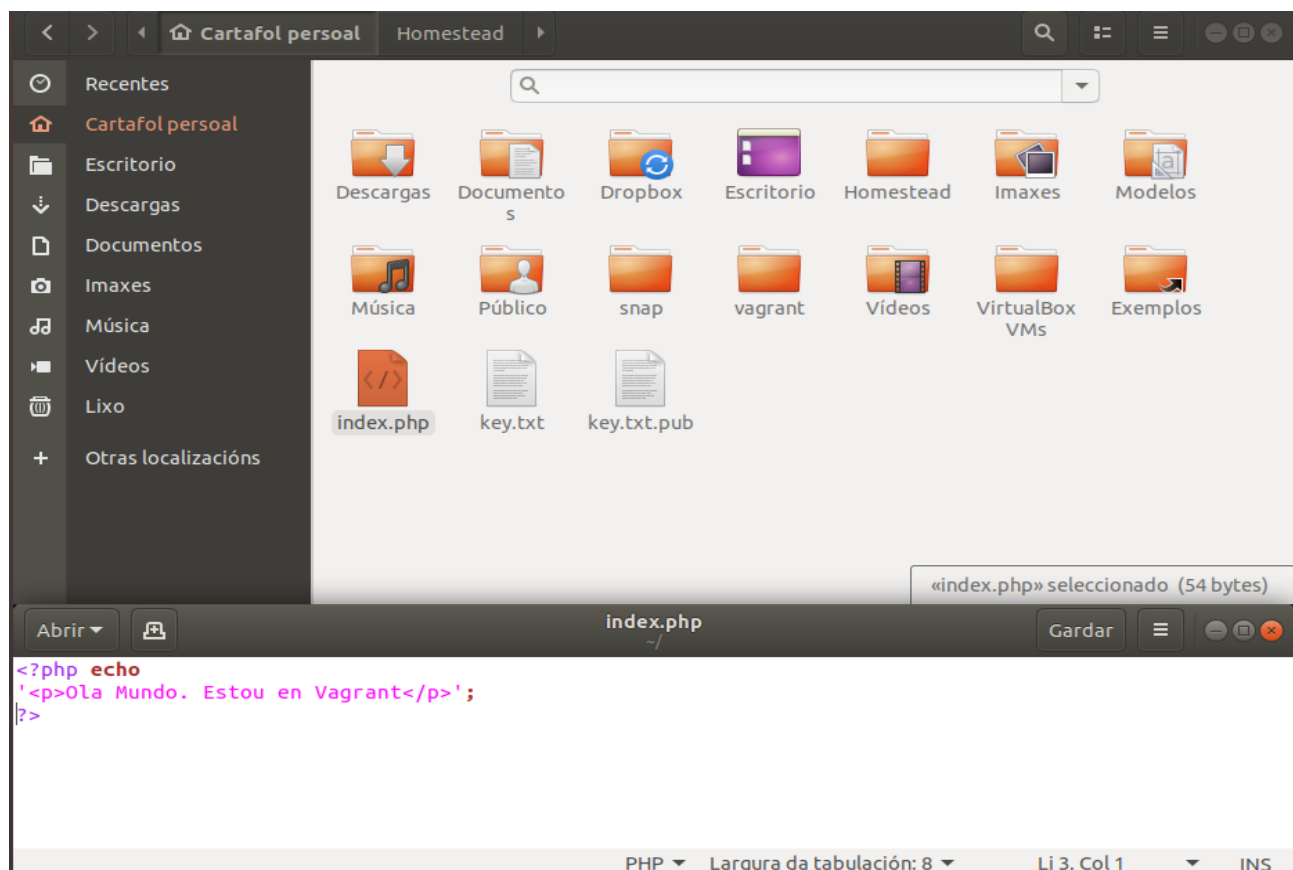 Cartafol persoal Homestead
Recentes
Cartafol persoal
Escritorio
Descargas
Documentos
Imaxes
Música
Vídeos
Lixo
Otras localizacións
Descargas Documento Dropbox Escritorio Homestead Imaxes Modelos
s
Música Público snap vagrant Vídeos VirtualBox Exemplos
VMs
index.php key.txt key.txt.pub
«index.php» seleccionado (54 bytes)
Abrir index.php Gardar
~/
<?php echo
'<p>Ola Mundo. Estou en Vagrant</p>';
?>
PHP Largura da tabulación: 8 Li 3, Col 1 INS